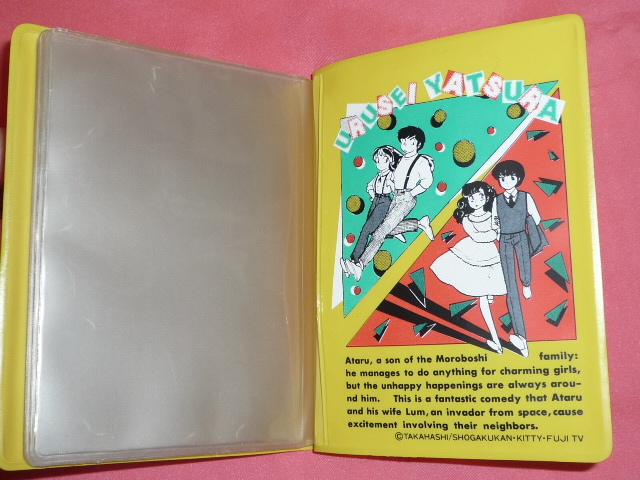 URUSEI YATSURA
Ataru, a son of the Moroboshi family:
he manages to do anything for charming girls,
but the unhappy happenings are always arou-
nd him. This is a fantastic comedy that Ataru
and his wife Lum, an invador from space, cause
excitement involving their neighbors.
©TAKAHASHI/SHOGAKUKAN・KITTY・FUJI TV